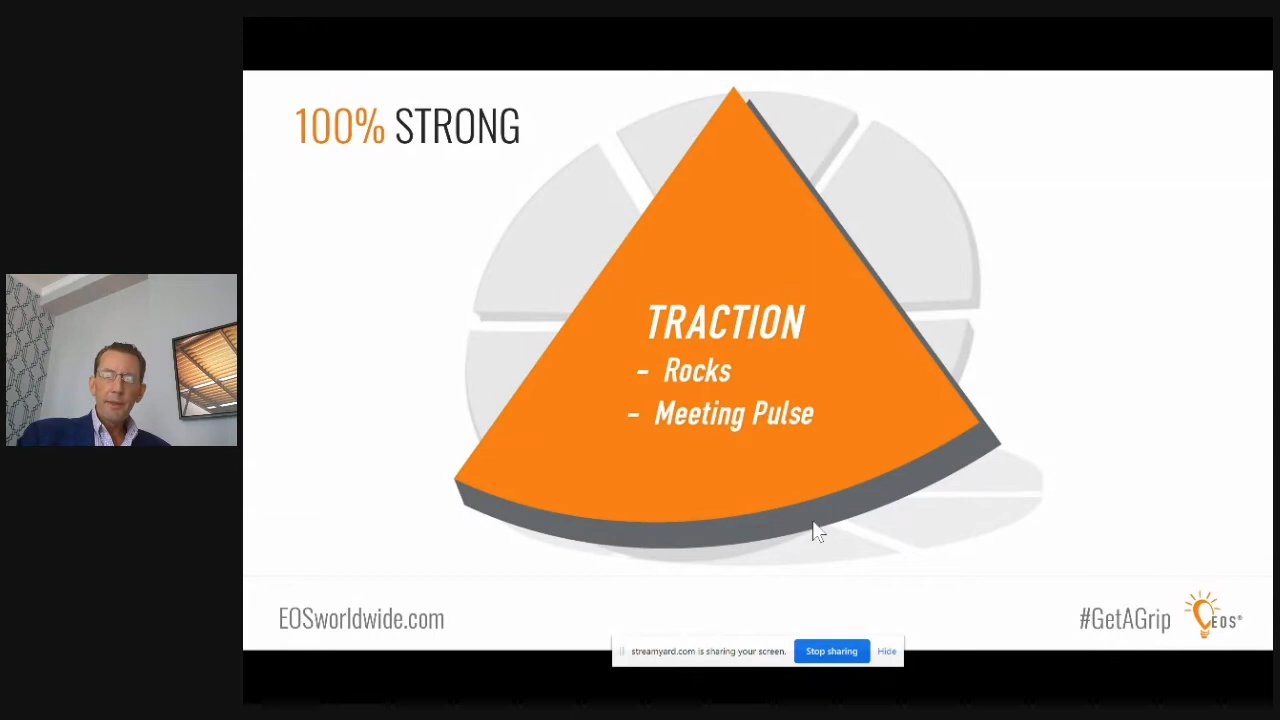 100% STRONG
TRACTION
- Rocks
- Meeting Pulse
EOSworldwide.com
#GetAGrip
EOS®
streamyard.com is sharing your screen.
Stop sharing
Hide